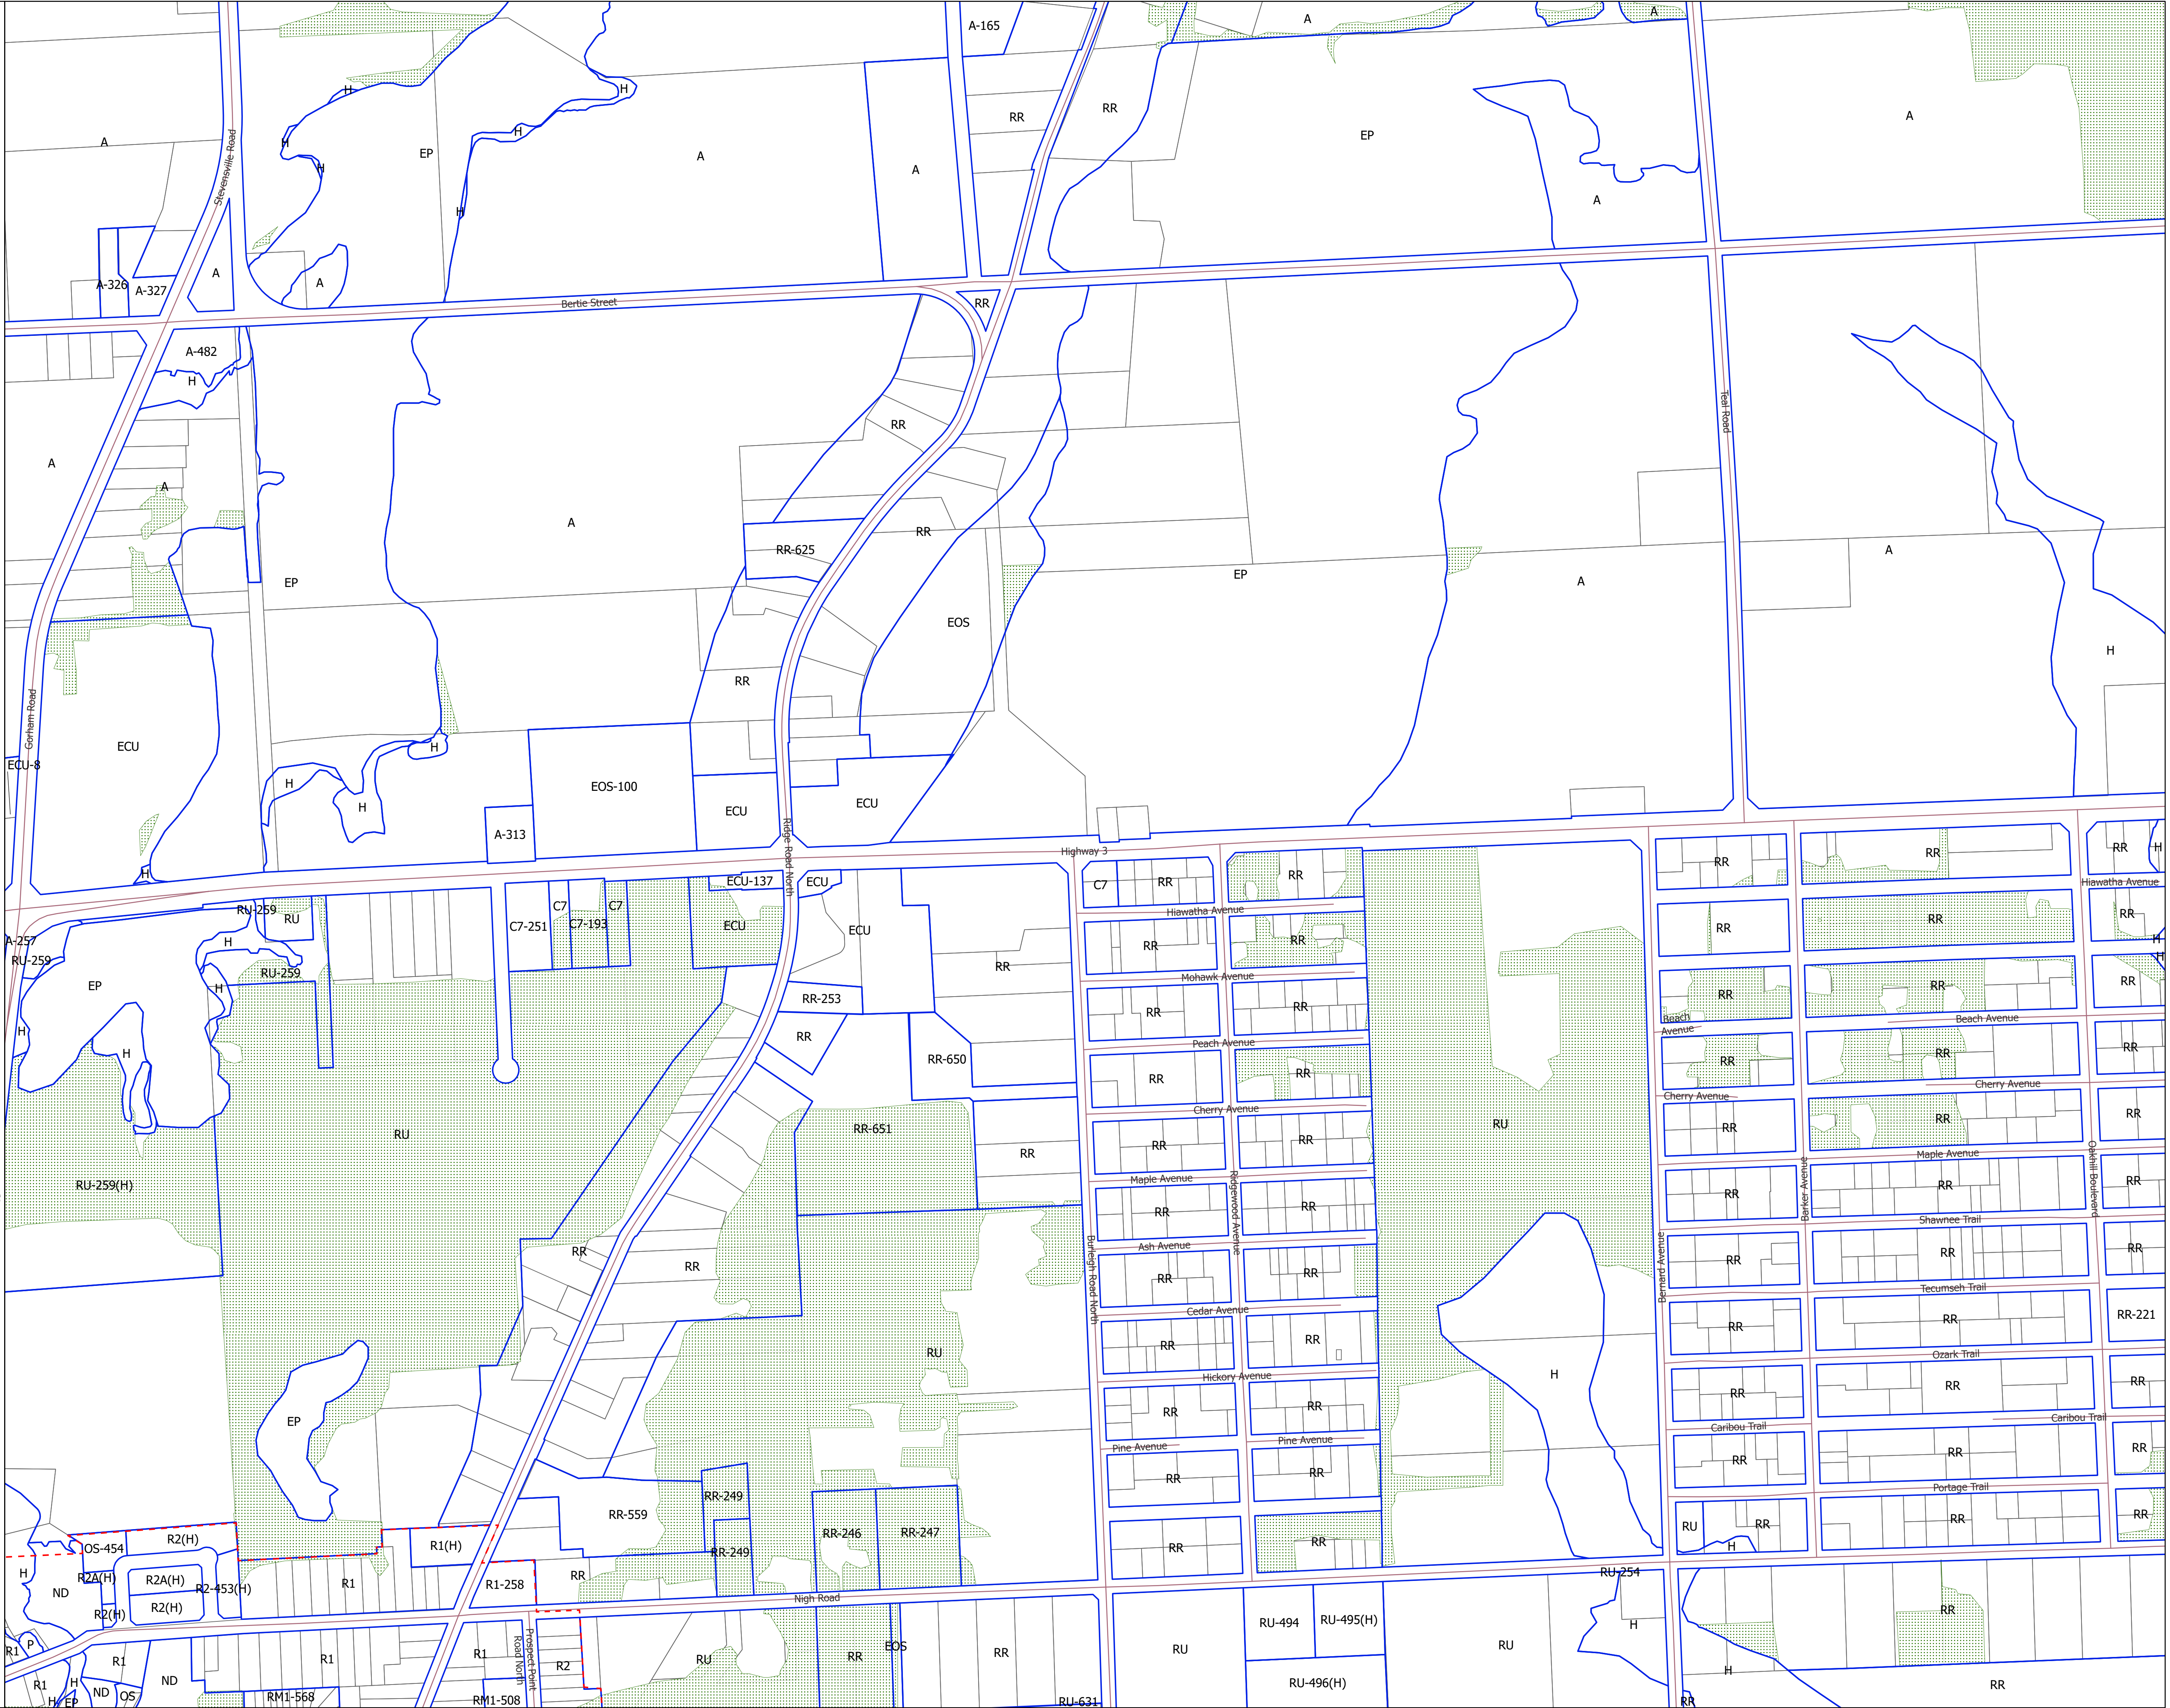 A-165
A
A
H
H
RR
RR
EP
A
A
H
H
EP
H
H
A
A
A
Stevensville Road
A-326
A-327
A
A
Bertie Street
RR
A-482
H
RR
Teal Road
A
A
A
RR
RR-625
EP
EP
A
A
EOS
H
RR
Gorham Road
ECU
ECU-8
H
H
H
EOS-100
ECU
ECU
A-313
Ridge Road North
Highway 3
H
C7
RR
RR
RR
RR
RR
H
ECU-137
ECU
Hiawatha Avenue
RU-259
RU
C7-251
C7
C7-193
C7
ECU
ECU
Hiawatha Avenue
RR
RR
RR
RR
RR
A-257
RU-259
H
RU-259
EP
H
H
H
RR
H
H
Mohawk Avenue
RR-253
RR
RR
RR
RR
RR
Beach
Avenue
Beach Avenue
RR
Peach Avenue
RR-650
RR
RR
RR
RR
RR
Cherry Avenue
Cherry Avenue
Cherry Avenue
RU
RR-651
RR
RR
RR
RU
RR
RR
RR
Maple Avenue
Maple Avenue
RU-259(H)
RR
RR
RR
RR
RR
Ridgewood Avenue
Barker Avenue
Oakhill Boulevard
Shawnee Trail
Ash Avenue
RR
RR
RR
RR
RR
RR
RR
Burleigh Road North
Bernard Avenue
Tecumseh Trail
Cedar Avenue
RU
RR
RR
RR
RR
RR-221
Ozark Trail
Hickory Avenue
H
EP
RR
RR
RR
RR
RR
Caribou Trail
Caribou Trail
Pine Avenue
Pine Avenue
RR
RR
RR
RR
RR
Portage Trail
RR-249
RR-559
RR-246
RR-247
RR
RR
RU
RR
RR
RR
H
OS-454
R2(H)
R1(H)
RR-249
H
ND
R2A(H)
R2A(H)
R2-453(H)
R2(H)
R2(H)
R1
R1-258
RR
Nigh Road
RU-254
RR
P
R1
R1
R1
R1
Prospect Point
Road North
R2
RU
RR
EOS
RR
RU
RU-494
RU-495(H)
RU
H
H
RR
R1
H
H
EP
ND
OS
ND
RM1-568
RM1-508
RU-631
RU-496(H)
RR